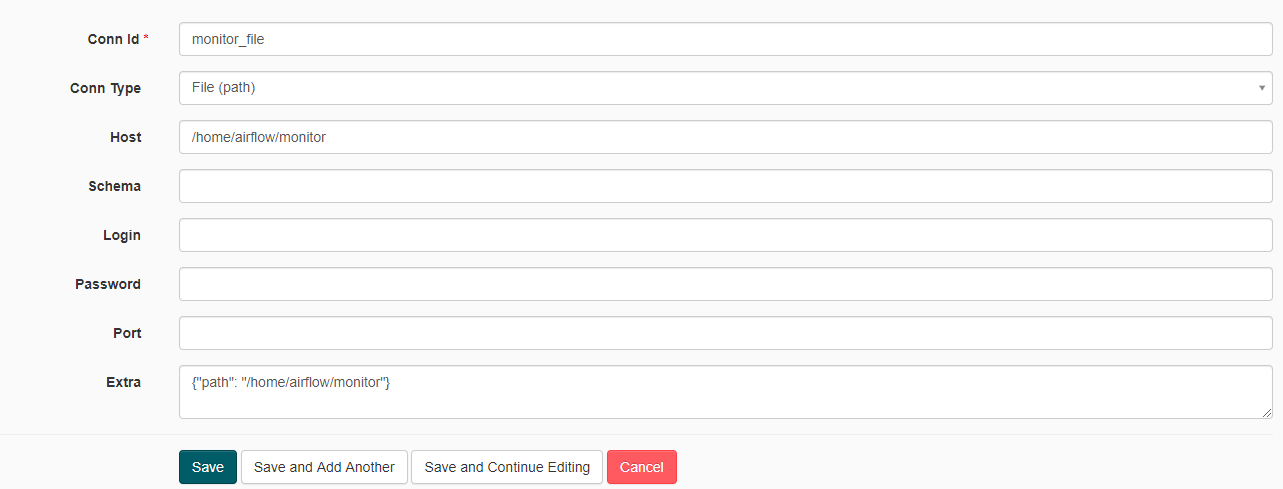 Conn Id * monitor_file
Conn Type File (path)
Host /home/airflow/monitor
Schema
Login
Password
Port
Extra {"path": "/home/airflow/monitor"}
Save Save and Add Another Save and Continue Editing Cancel